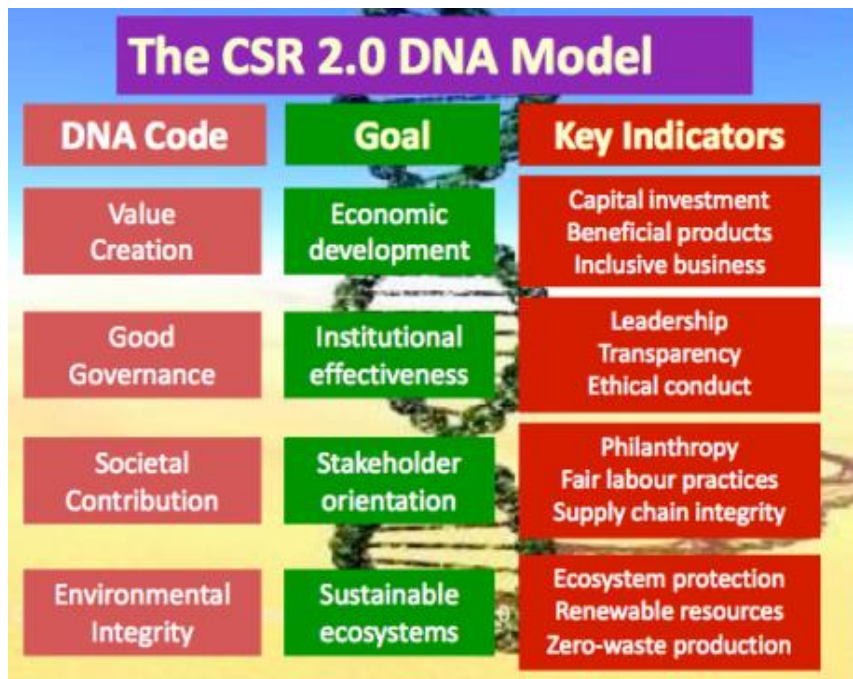 The CSR 2.0 DNA Model
DNA Code
Goal
Key Indicators
Value
Creation
Economic
development
Capital investment
Beneficial products
Inclusive business
Good
Governance
Institutional
effectiveness
Leadership
Transparency
Ethical conduct
Societal
Contribution
Stakeholder
orientation
Philanthropy
Fair labour practices
Supply chain integrity
Environmental
Integrity
Sustainable
ecosystems
Ecosystem protection
Renewable resources
Zero-waste production